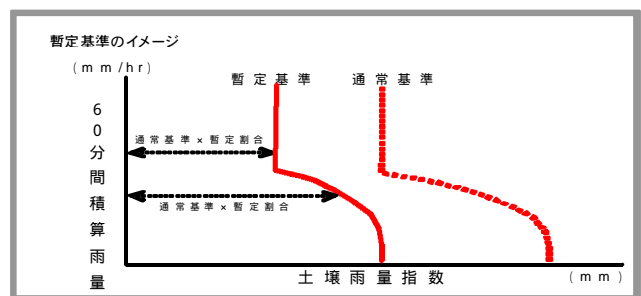 暫定基準のイメージ
(mm/hr)
暫定基準 通常基準
60分間積算雨量
通常基準×暫定割合
通常基準×暫定割合
土壌雨量指数 (mm)